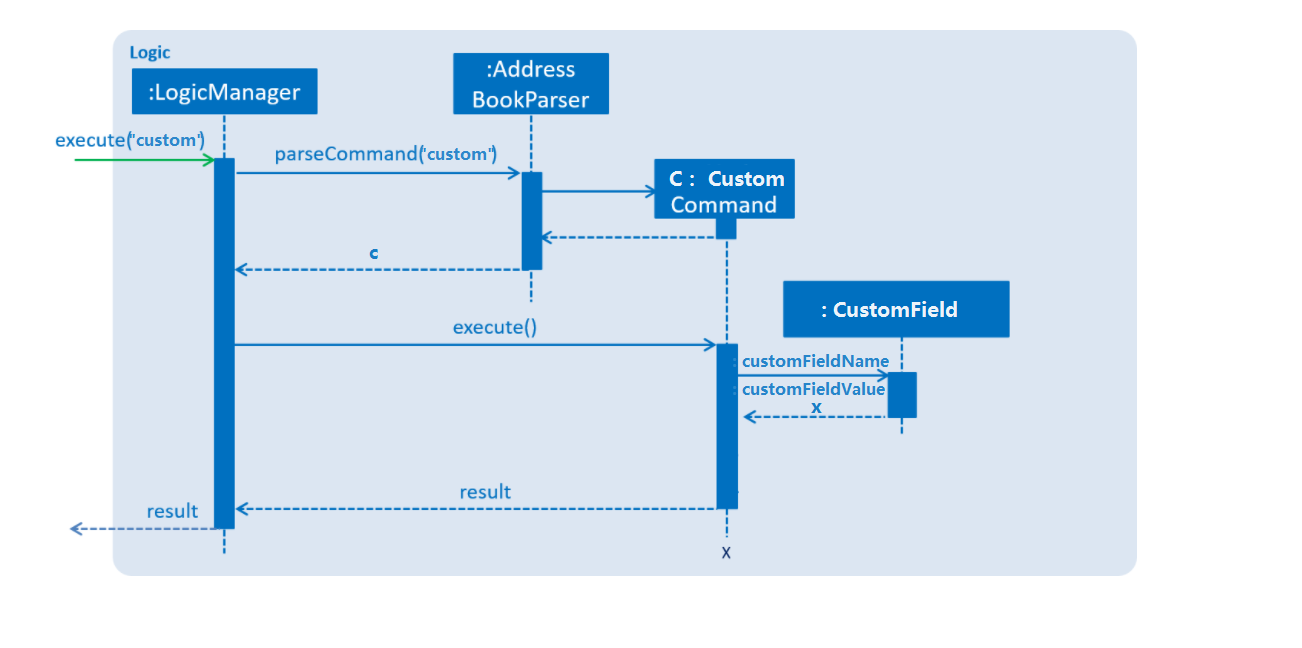 Logic
:LogicManager
:Address
BookParser
execute('custom')
parseCommand('custom')
C : Custom
Command
c
: CustomField
execute()
: customFieldName
: customFieldValue
x
result
result
x